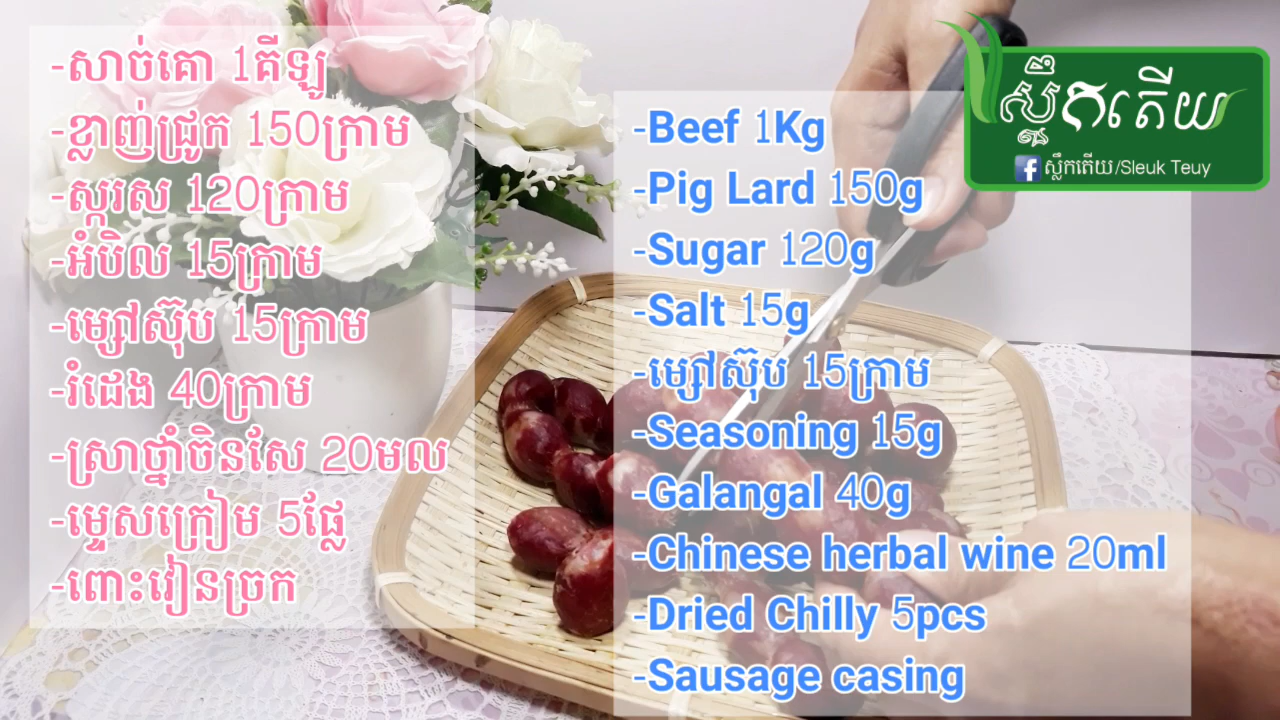 -សាច់គោ 1គីឡូ
-ខ្លាញ់ជ្រូក 150ក្រាម
-ស្ករស 120ក្រាម
-អំបិល 15ក្រាម
-ម្សៅស៊ុប 15ក្រាម
-រំដេង 40ក្រាម
-ស្រាថ្នាំចិនសែ 20មល
-ម្ទេសក្រៀម 5ផ្លែ
-ពោះវៀនច្រក
-Beef 1Kg
-Pig Lard 150g
-Sugar 120g
-Salt 15g
-ម្សៅស៊ុប 15ក្រាម
-Seasoning 15g
-Galangal 40g
-Chinese herbal wine 20ml
-Dried Chilly 5pcs
-Sausage casing
ស្លឹកតើយ
ស្លឹកតើយ/Sleuk Teuy